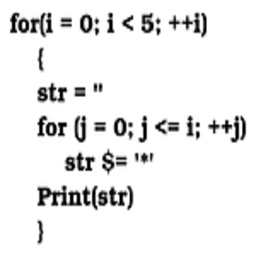 for(i = 0; i < 5; ++i)
{
str = "
for (j = 0; j <= i; ++j)
str $= '*'
Print(str)
}